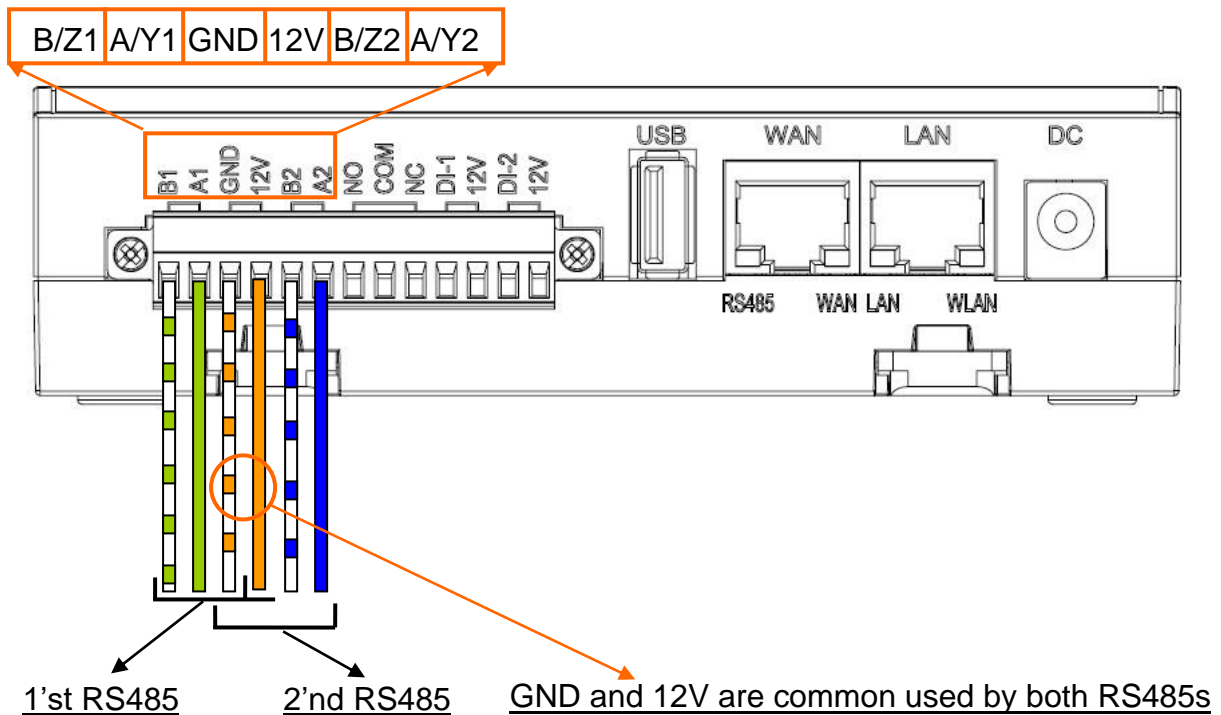 B/Z1 A/Y1 GND 12V B/Z2 A/Y2
USB WAN LAN DC
B1 A1 GND 12V B2 A2 NO COM NC DI-1 12V DI-2 12V
RS485 WAN LAN WLAN
1'st RS485 2'nd RS485 GND and 12V are common used by both RS485s